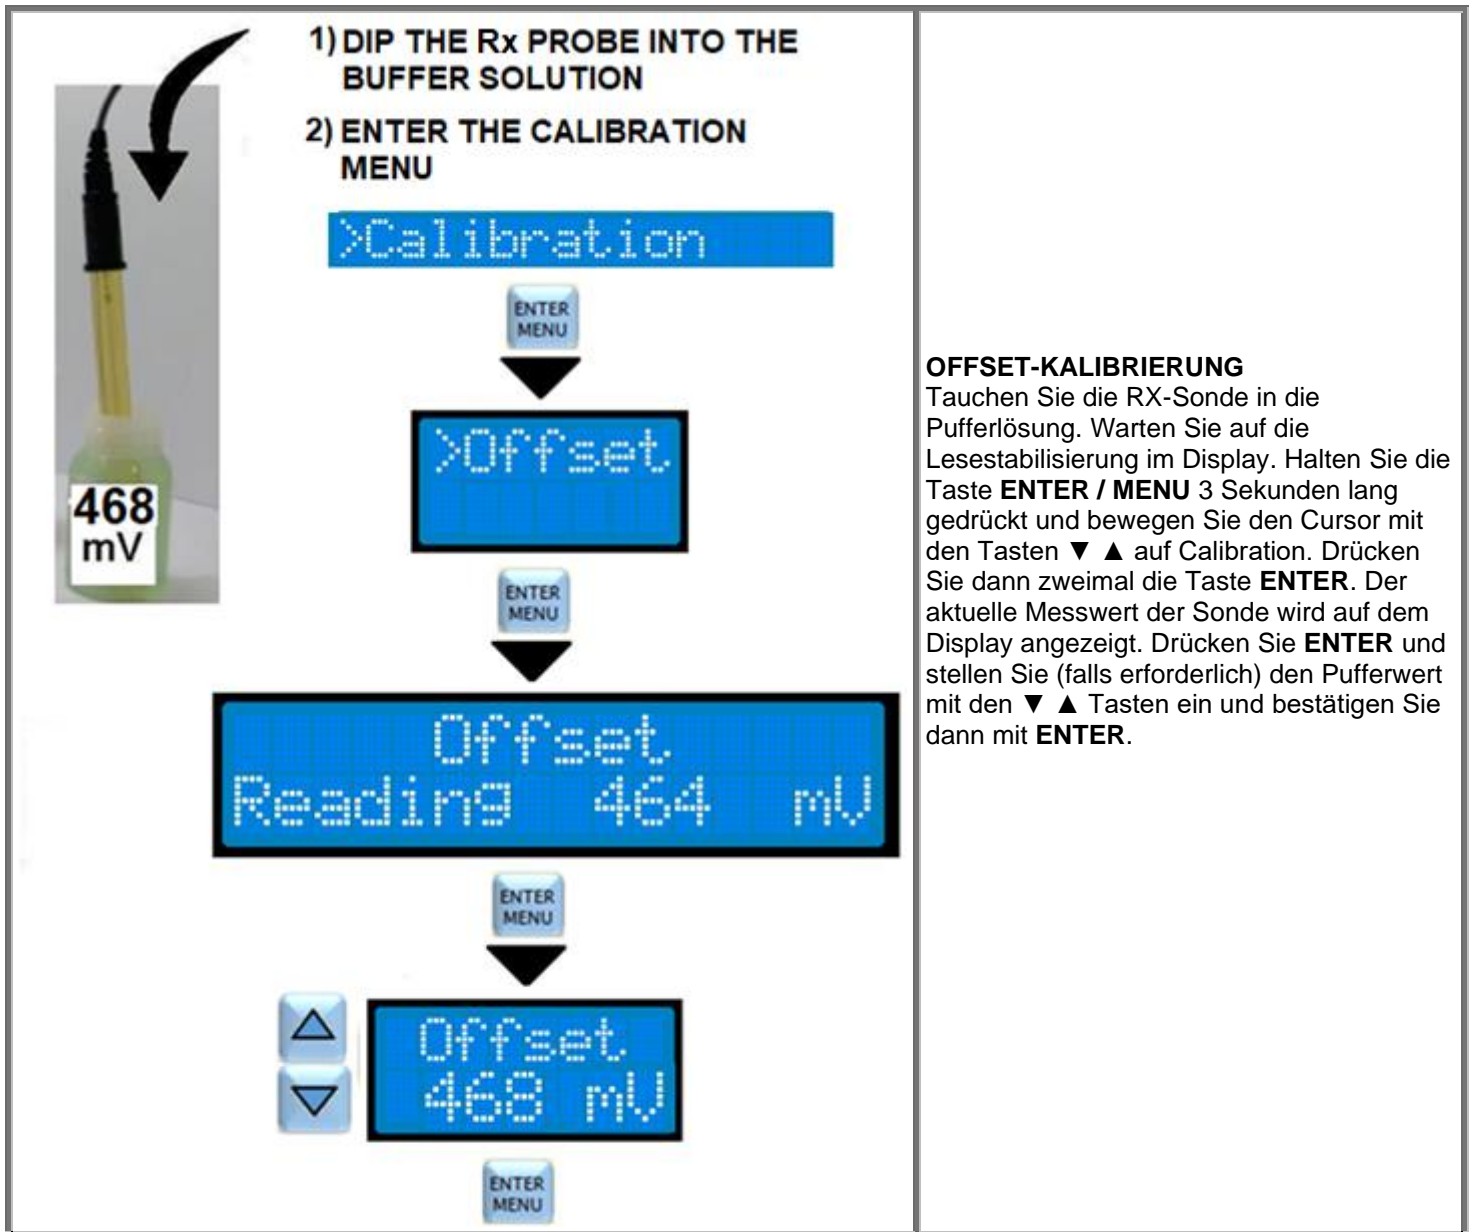 1) DIP THE Rx PROBE INTO THE
BUFFER SOLUTION
2) ENTER THE CALIBRATION
MENU
>Calibration
ENTER
MENU
>Offset
468
mV
ENTER
MENU
Offset
Reading 464 mV
ENTER
MENU
Offset
468 mV
ENTER
MENU
OFFSET-KALIBRIERUNG
Tauchen Sie die RX-Sonde in die
Pufferlösung. Warten Sie auf die
Lesestabilisierung im Display. Halten Sie die
Taste ENTER / MENU 3 Sekunden lang
gedrückt und bewegen Sie den Cursor mit
den Tasten ▼ ▲ auf Calibration. Drücken
Sie dann zweimal die Taste ENTER. Der
aktuelle Messwert der Sonde wird auf dem
Display angezeigt. Drücken Sie ENTER und
stellen Sie (falls erforderlich) den Pufferwert
mit den ▼ ▲ Tasten ein und bestätigen Sie
dann mit ENTER.